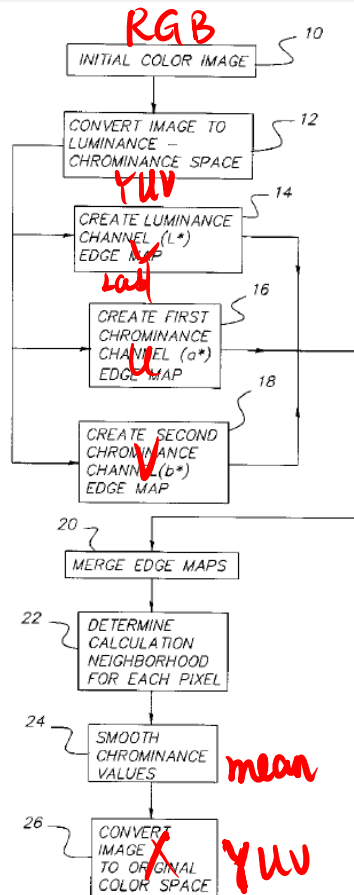 RGB
10
INITIAL COLOR IMAGE
12
CONVERT IMAGE TO
LUMINANCE –
CHROMINANCE SPACE
YUV
14
CREATE LUMINANCE
CHANNEL (L*)
EDGE MAP
Y
Lab
16
CREATE FIRST
CHROMINANCE
CHANNEL (a*)
EDGE MAP
U
18
CREATE SECOND
CHROMINANCE
CHANNEL(b*)
EDGE MAP
V
20
MERGE EDGE MAPS
22
DETERMINE
CALCULATION
NEIGHBORHOOD
FOR EACH PIXEL
24
SMOOTH
CHROMINANCE
VALUES
mean
26
CONVERT
IMAGE
TO ORIGINAL
COLOR SPACE
YUV